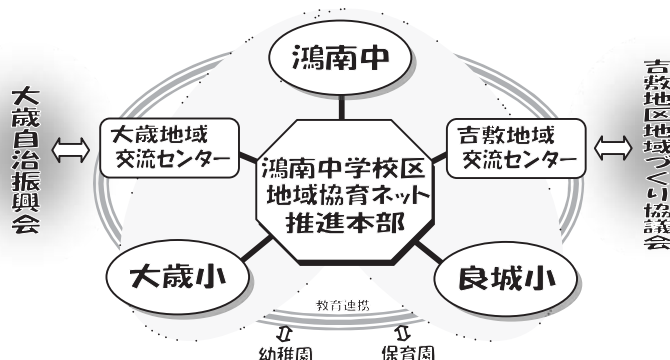 鴻南中
大歳自治振興会
大歳地域
交流センター
鴻南中学校区
地域協育ネット
推進本部
吉敷地域
交流センター
吉敷地区地域づくり協議会
大歳小
良城小
教育連携
幼稚園
保育園